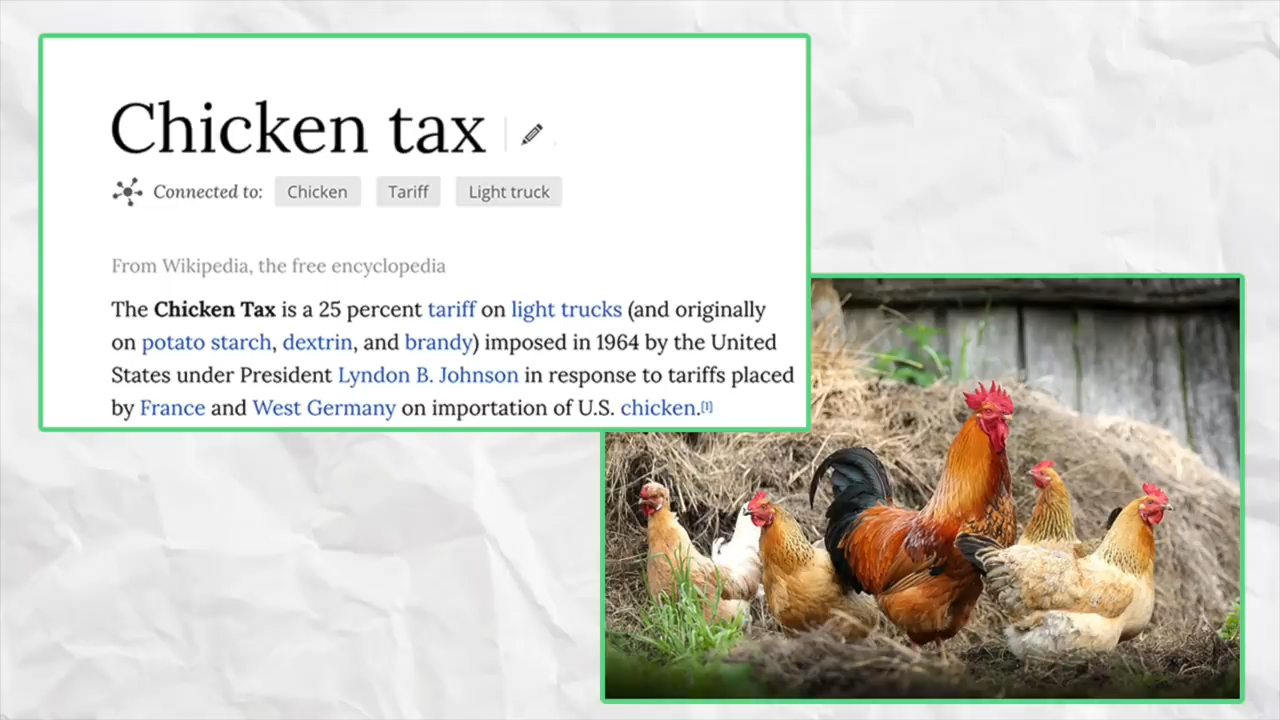 Chicken tax
Connected to: Chicken Tariff Light truck
From Wikipedia, the free encyclopedia
The Chicken Tax is a 25 percent tariff on light trucks (and originally
on potato starch, dextrin, and brandy) imposed in 1964 by the United
States under President Lyndon B. Johnson in response to tariffs placed
by France and West Germany on importation of U.S. chicken.[1]